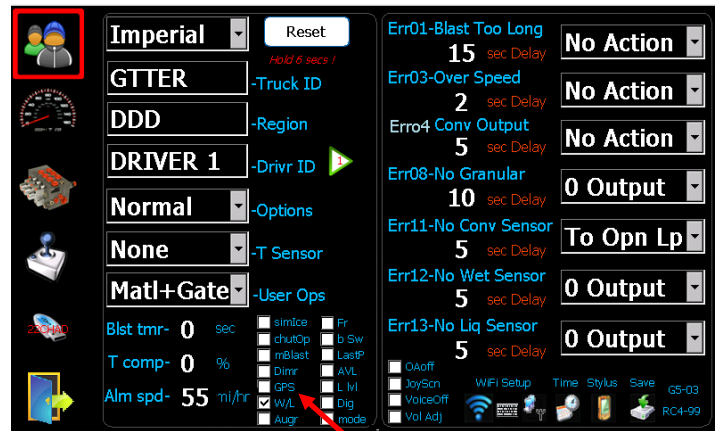 Imperial
Reset
Hold 6 secs !
GTTER -Truck ID
DDD -Region
DRIVER 1 -Drivr ID 1
Normal -Options
None -T Sensor
Matl+Gate -User Ops
Blst tmr- 0 sec
T comp- 0 %
Alm spd- 55 mi/hr
simIce Fr
chutOp b Sw
mBlast LastP
Dimr AVL
GPS L lvl
W/L Dig
Augr mode
Err01-Blast Too Long
15 sec Delay No Action
Err03-Over Speed
2 sec Delay No Action
Erro4 Conv Output
5 sec Delay No Action
Err08-No Granular
10 sec Delay 0 Output
Err11-No Conv Sensor
5 sec Delay To Opn Lp
Err12-No Wet Sensor
5 sec Delay 0 Output
Err13-No Liq Sensor
5 sec Delay 0 Output
OAoff
JoyScn
VoiceOff
Vol Adj
WiFi Setup Time Stylus Save
G5-03
RC4-99